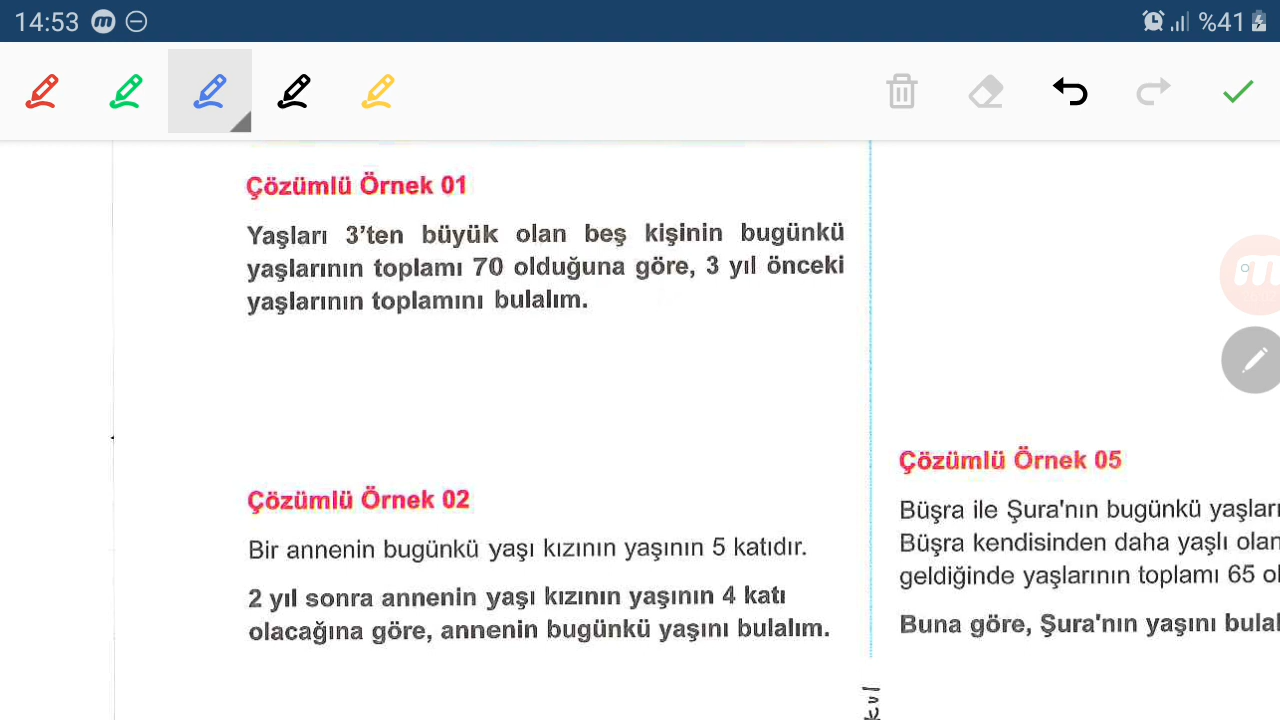 14:53
%41
Çözümlü Örnek 01
Yaşları 3'ten büyük olan beş kişinin bugünkü
yaşlarının toplamı 70 olduğuna göre, 3 yıl önceki
yaşlarının toplamını bulalım.
Çözümlü Örnek 02
Bir annenin bugünkü yaşı kızının yaşının 5 katıdır.
2 yıl sonra annenin yaşı kızının yaşının 4 katı
olacağına göre, annenin bugünkü yaşını bulalım.
Çözümlü Örnek 05
Büşra ile Şura'nın bugünkü yaşları
Büşra kendisinden daha yaşlı olan
geldiğinde yaşlarının toplamı 65 ol
Buna göre, Şura'nın yaşını bulal